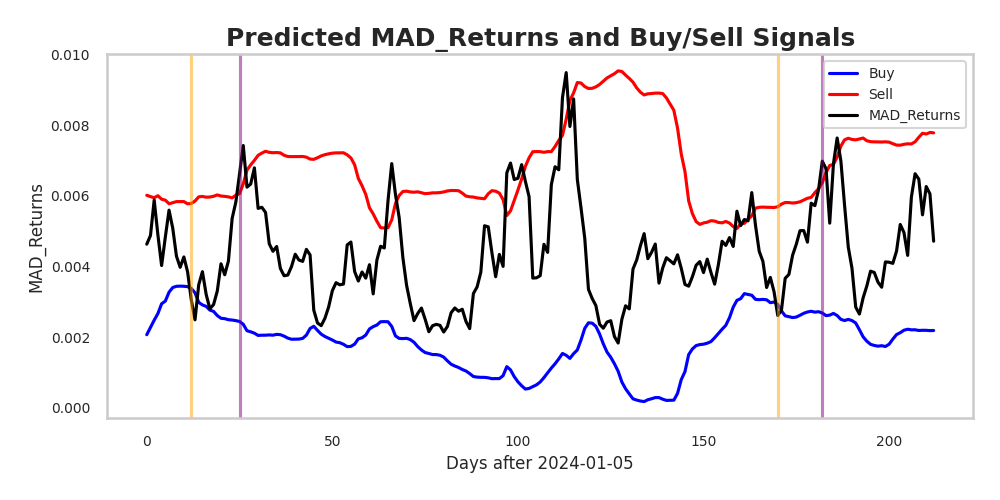 Predicted MAD_Returns and Buy/Sell Signals
MAD_Returns
0.010
0.008
0.006
0.004
0.002
0.000
Buy
Sell
MAD_Returns
0
50
100
150
200
Days after 2024-01-05